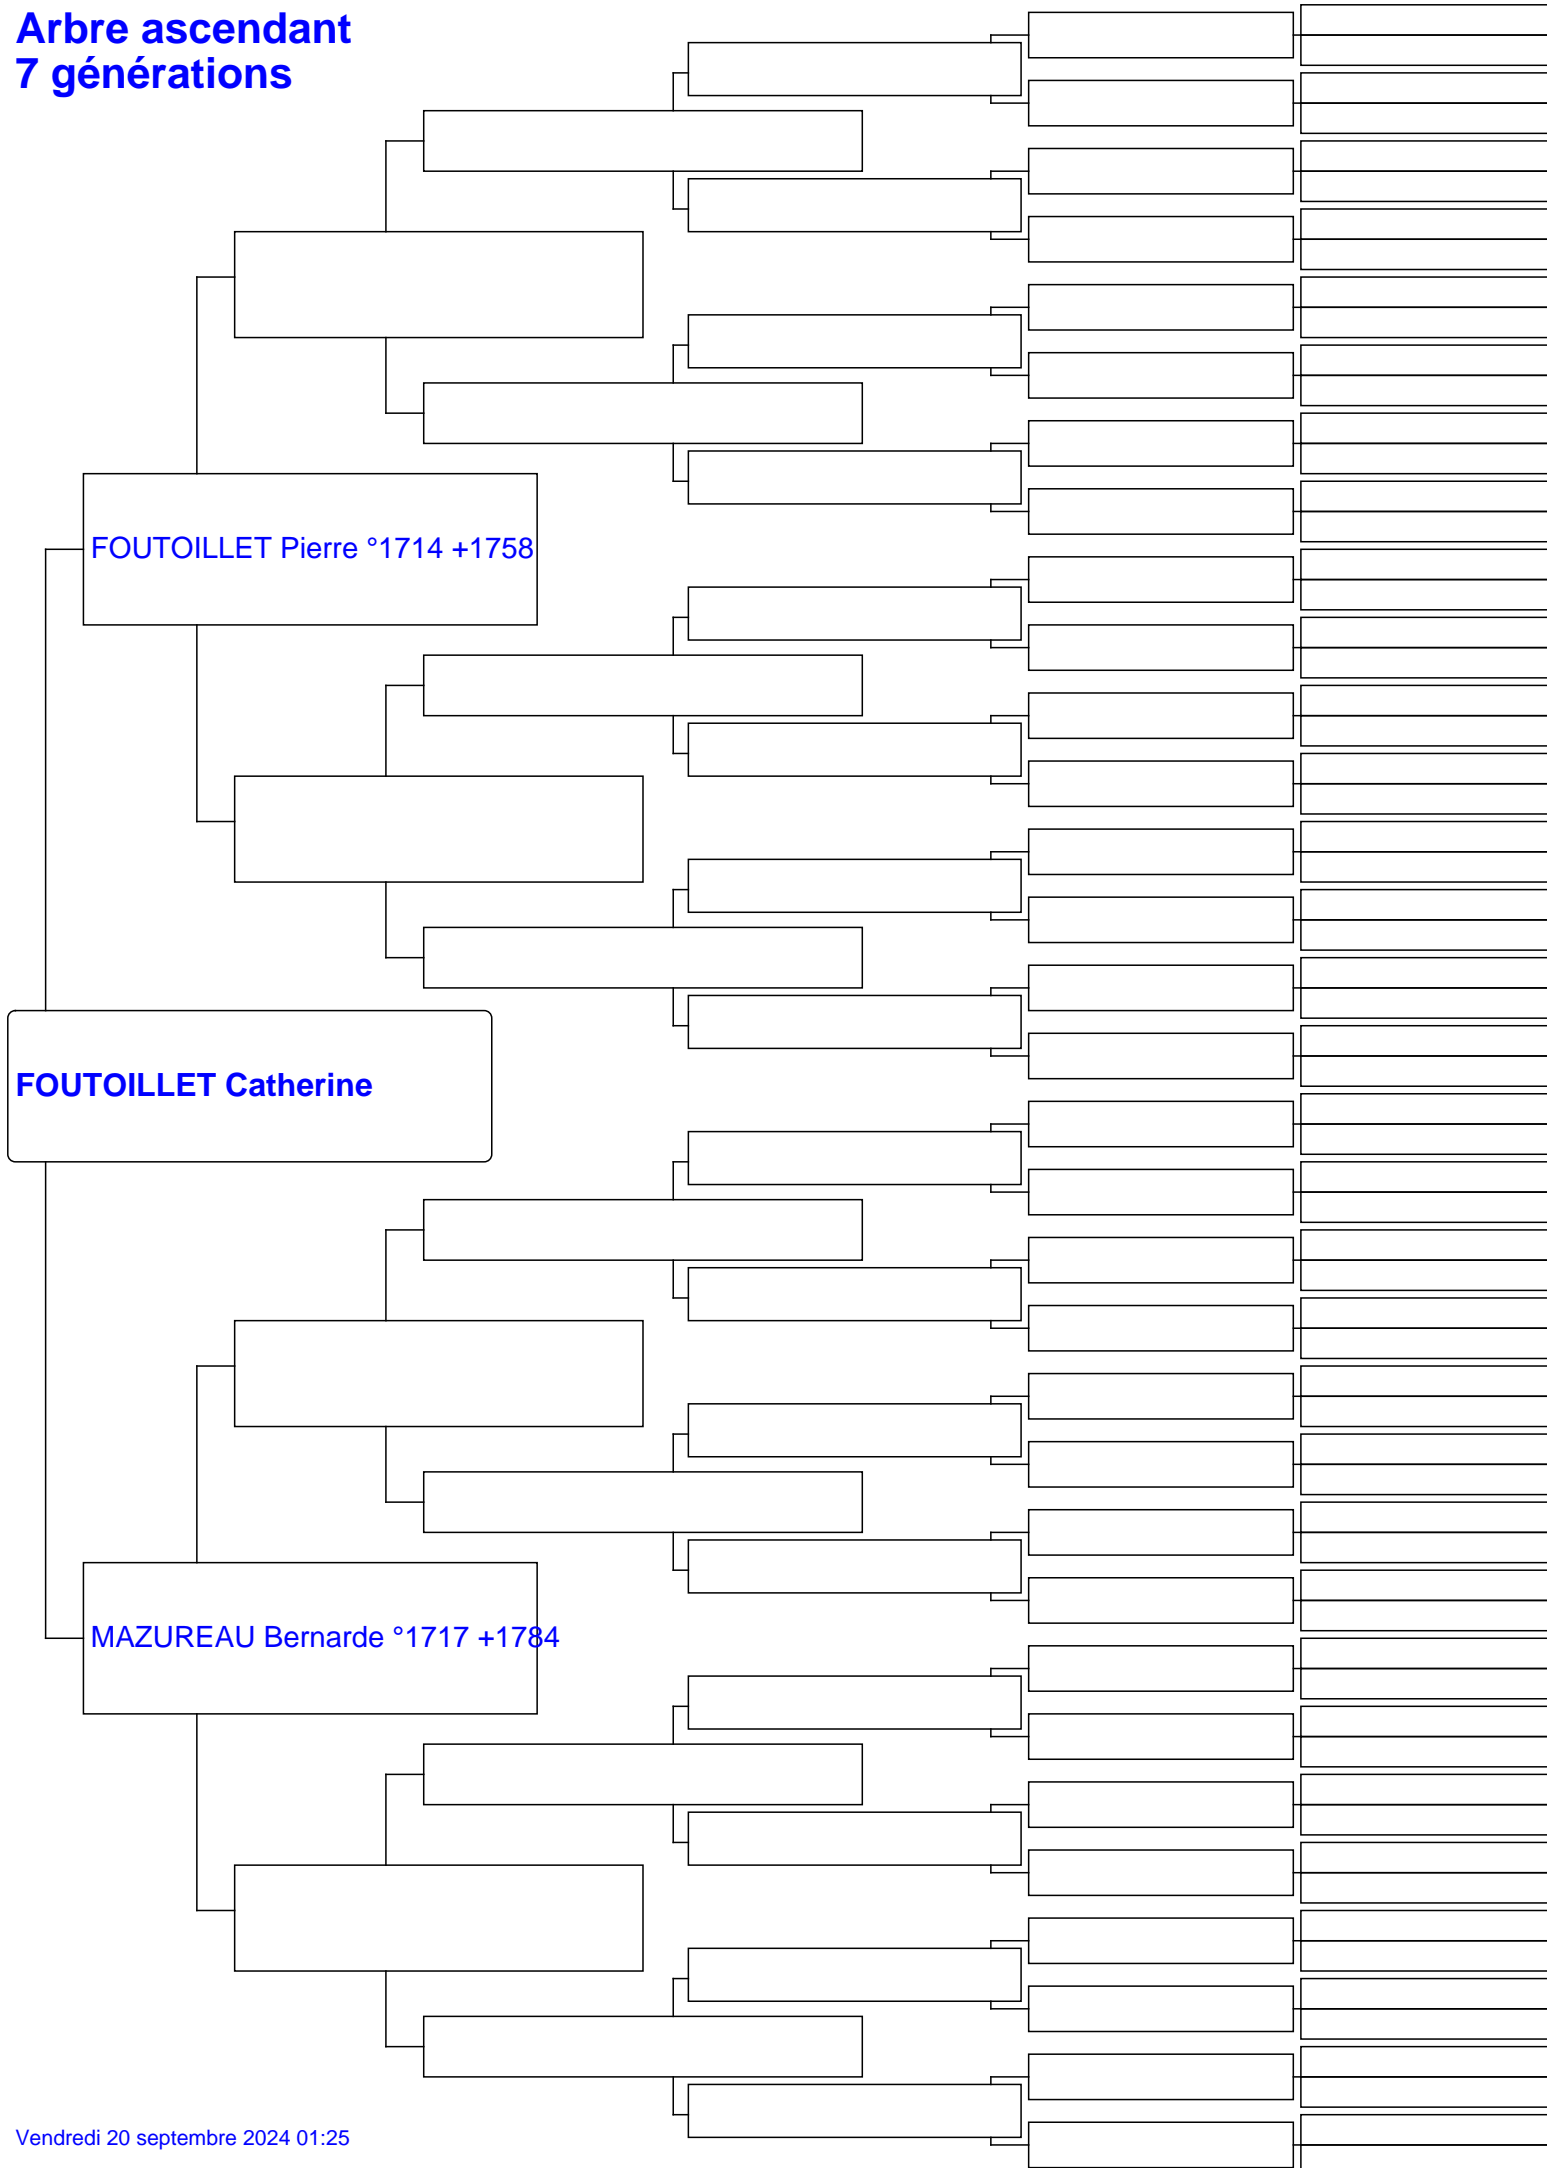 Arbre ascendant
7 générations
FOUTOILLET Pierre °1714 +1758
FOUTOILLET Catherine
MAZUREAU Bernarde °1717 +1784
Vendredi 20 septembre 2024 01:25